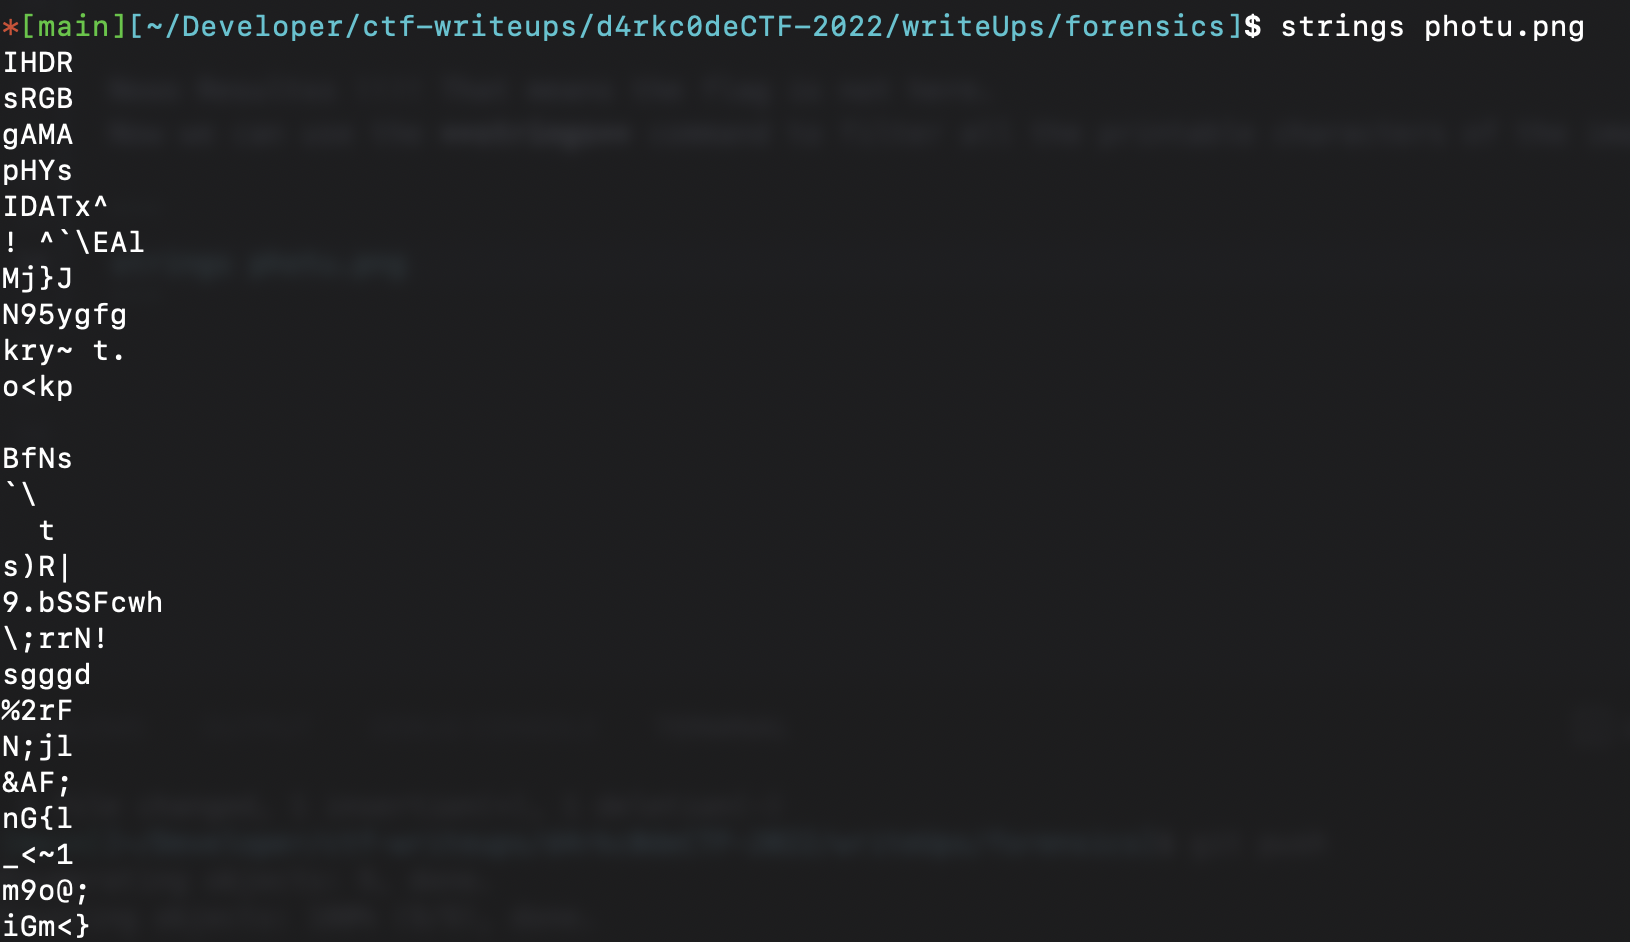 *[main][~/Developer/ctf-writeups/d4rkc0deCTF-2022/writeUps/forensics]$ strings photu.png
IHDR
sRGB
gAMA
pHYs
IDATx^
! ^`\EAl
Mj}J
N95ygfg
kry~ t.
o<kp
BfNs
`\
  t
s)R|
9.bSSFcwh
\;rrN!
sgggd
%2rF
N;jl
&AF;
nG{l
_<~1
m9o@;
iGm<}